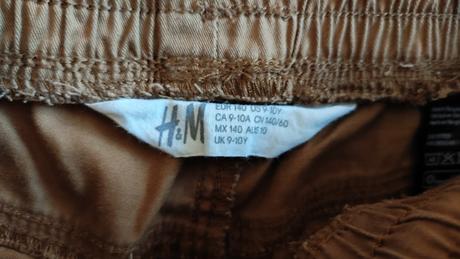 H&M
EUR 140 US 9-10Y
CA 9-10A CN 140/60
MX 140 AUS 10
UK 9-10Y